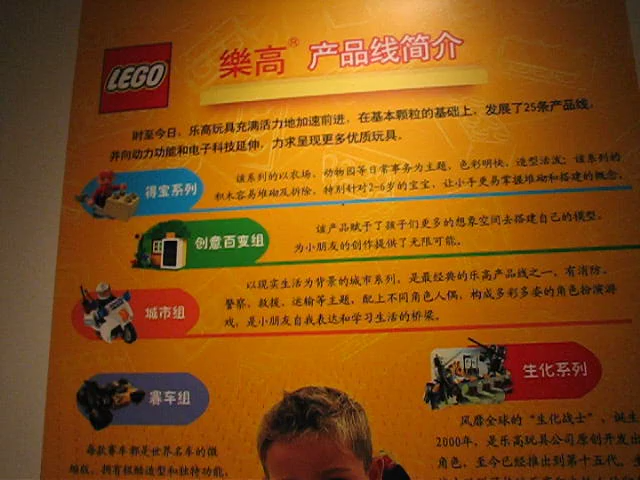 LEGO
樂高® 产品线简介
时至今日，乐高玩具充满活力地加速前进，在基本颗粒的基础上，发展了25条产品线，
并向动力功能和电子科技延伸，力求呈现更多优质玩具。
得宝系列
该系列的以农场、动物园等日常事务为主题，色彩明快，造型活泼；该系列的
积木容易堆砌及拆除，特别针对2-6岁的宝宝，让小手更易掌握堆动和搭建的概念。
创意百变组
该产品赋予了孩子们更多的想象空间去搭建自己的模型。
为小朋友的创作提供了无限可能。
城市组
以现实生活为背景的城市系列，是最经典的乐高产品线之一，有消防、
警察、救援、运输等主题，配上不同角色人偶，构成多彩多姿的角色扮演游
戏，是小朋友自我表达和学习生活的桥梁。
赛车组
每款赛车都是世界名车的微
缩版，拥有极酷造型和独特功能，
生化系列
风靡全球的“生化战士”、诞生
2000年，是乐高玩具公司原创开发出
角色，至今已经推出到第十五代，